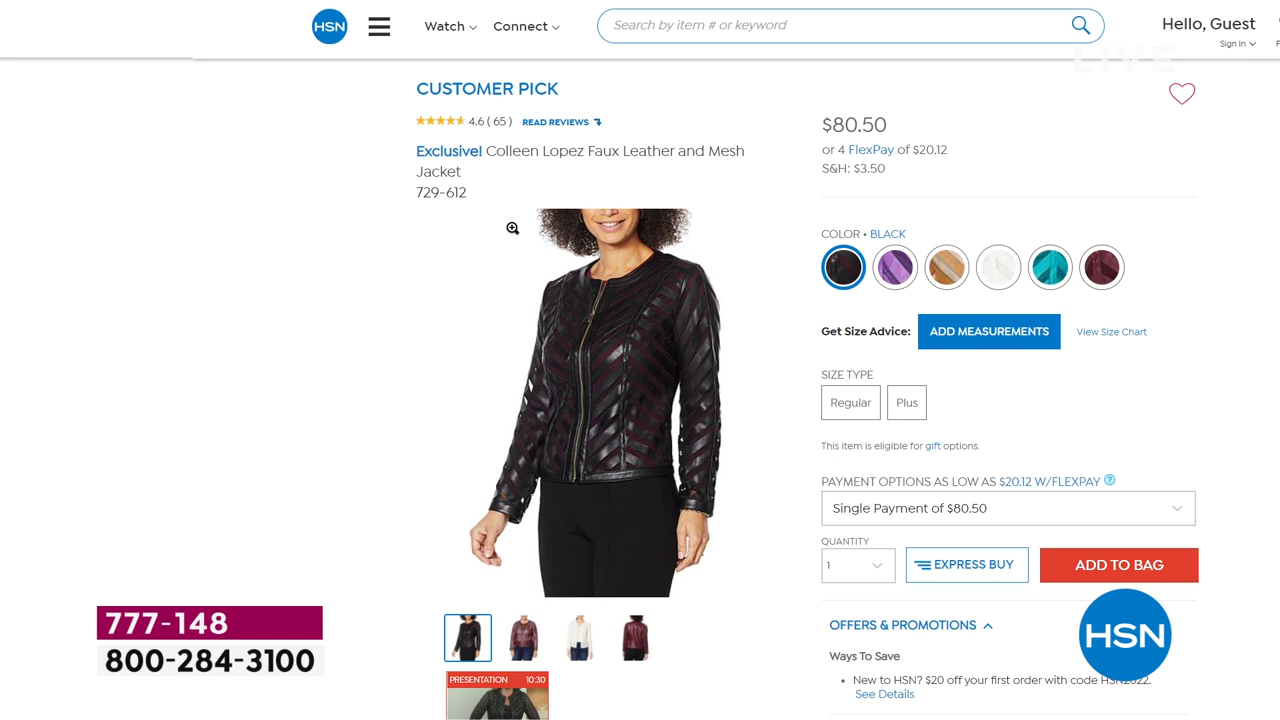 HSN
Watch
Connect
Search by item # or keyword
Hello, Guest
Sign In
LIVE
CUSTOMER PICK
4.6 ( 65 ) READ REVIEWS
Exclusive! Colleen Lopez Faux Leather and Mesh
Jacket
729-612
$80.50
or 4 FlexPay of $20.12
S&H: $3.50
COLOR • BLACK
Get Size Advice: ADD MEASUREMENTS View Size Chart
SIZE TYPE
Regular Plus
This item is eligible for gift options.
PAYMENT OPTIONS AS LOW AS $20.12 W/FLEXPAY ?
Single Payment of $80.50
QUANTITY
1
EXPRESS BUY
ADD TO BAG
OFFERS & PROMOTIONS
Ways To Save
• New to HSN? $20 off your first order with code HSN2022.
See Details
HSN
777-148
800-284-3100
PRESENTATION 10:30